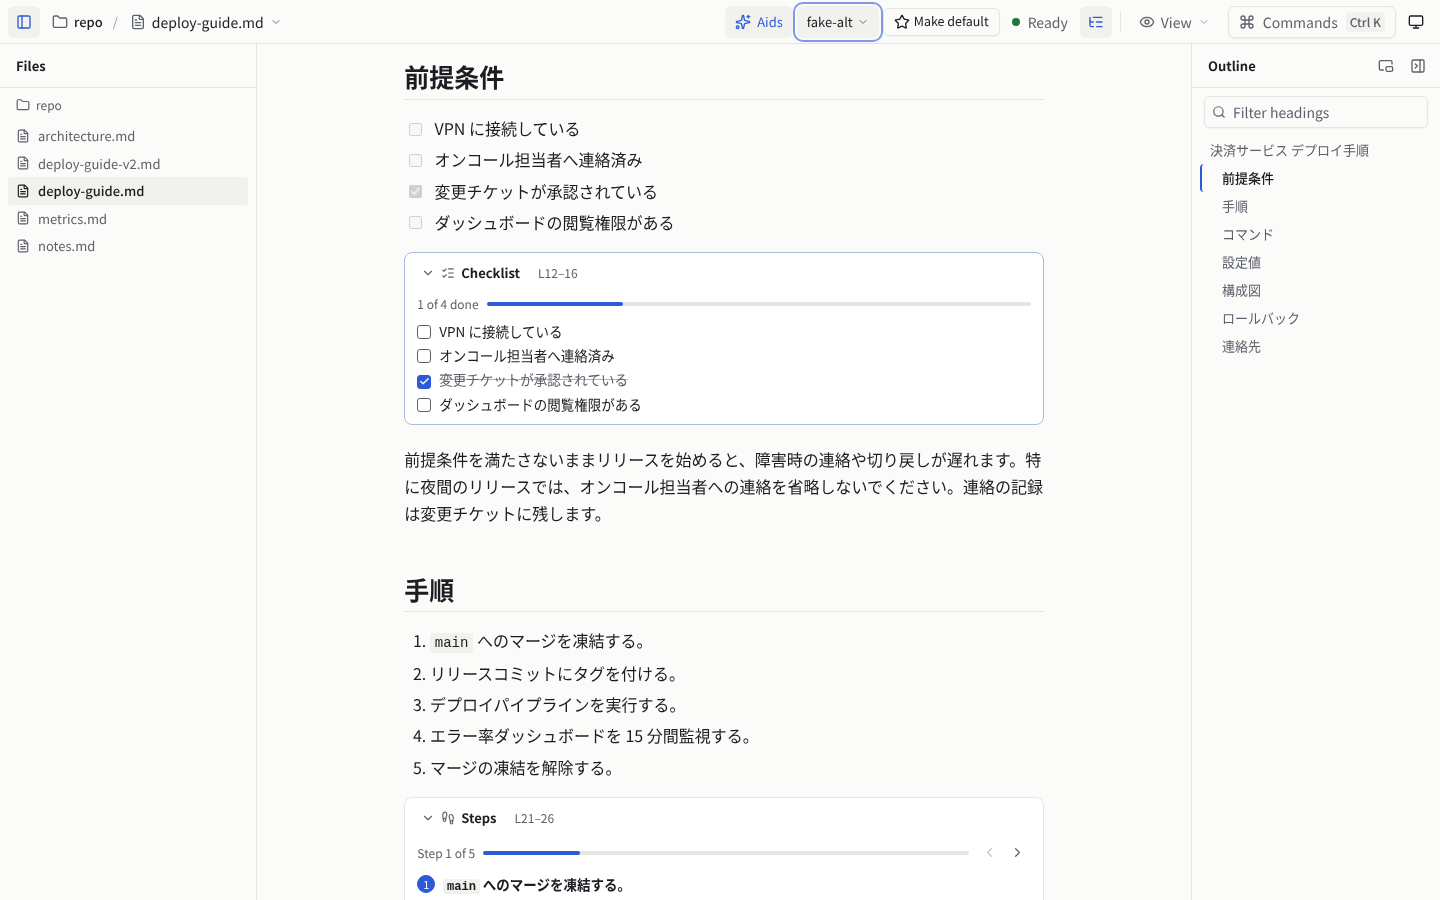 repo / deploy-guide.md
Aids
fake-alt
Make default
Ready
View
Commands Ctrl K
Files
repo
architecture.md
deploy-guide-v2.md
deploy-guide.md
metrics.md
notes.md
前提条件
VPN に接続している
オンコール担当者へ連絡済み
変更チケットが承認されている
ダッシュボードの閲覧権限がある
Checklist L12–16
1 of 4 done
VPN に接続している
オンコール担当者へ連絡済み
変更チケットが承認されている
ダッシュボードの閲覧権限がある
前提条件を満たさないままリリースを始めると、障害時の連絡や切り戻しが遅れます。特
に夜間のリリースでは、オンコール担当者への連絡を省略しないでください。連絡の記録
は変更チケットに残します。
手順
1. main へのマージを凍結する。
2. リリースコミットにタグを付ける。
3. デプロイパイプラインを実行する。
4. エラー率ダッシュボードを 15 分間監視する。
5. マージの凍結を解除する。
Steps L21–26
Step 1 of 5
1 main へのマージを凍結する。
Outline
Filter headings
決済サービス デプロイ手順
前提条件
手順
コマンド
設定値
構成図
ロールバック
連絡先